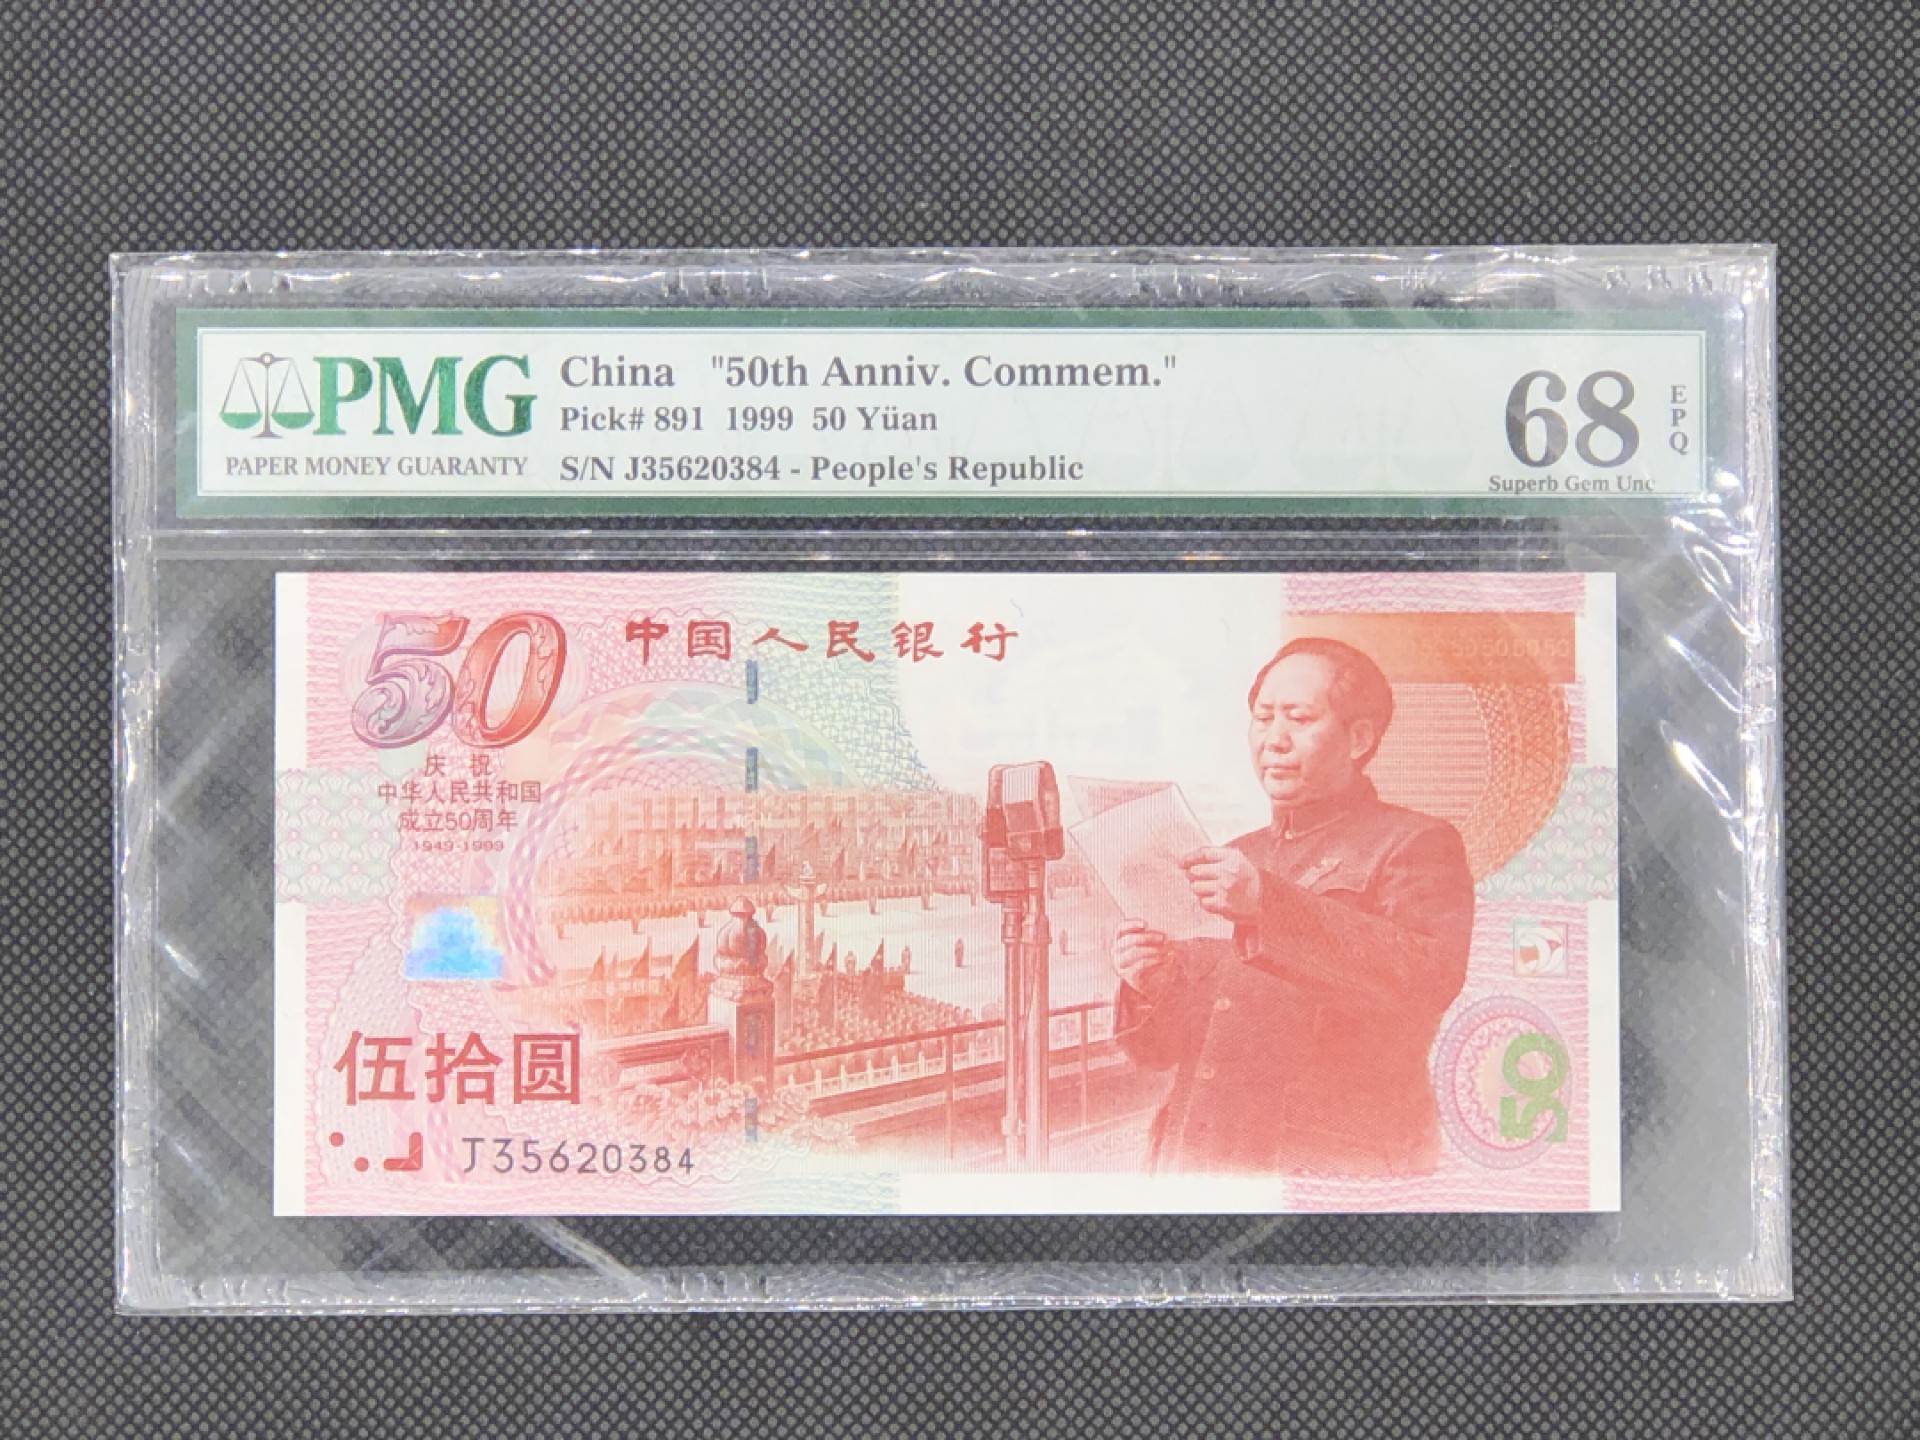 PMG
PAPER MONEY GUARANTY
China "50th Anniv. Commem."
Pick# 891 1999 50 Yüan
S/N J35620384 - People's Republic
68
EPQ
Superb Gem Unc
50
中国人民银行
庆祝
中华人民共和国
成立50周年
1949-1999
伍拾圆
J35620384
50